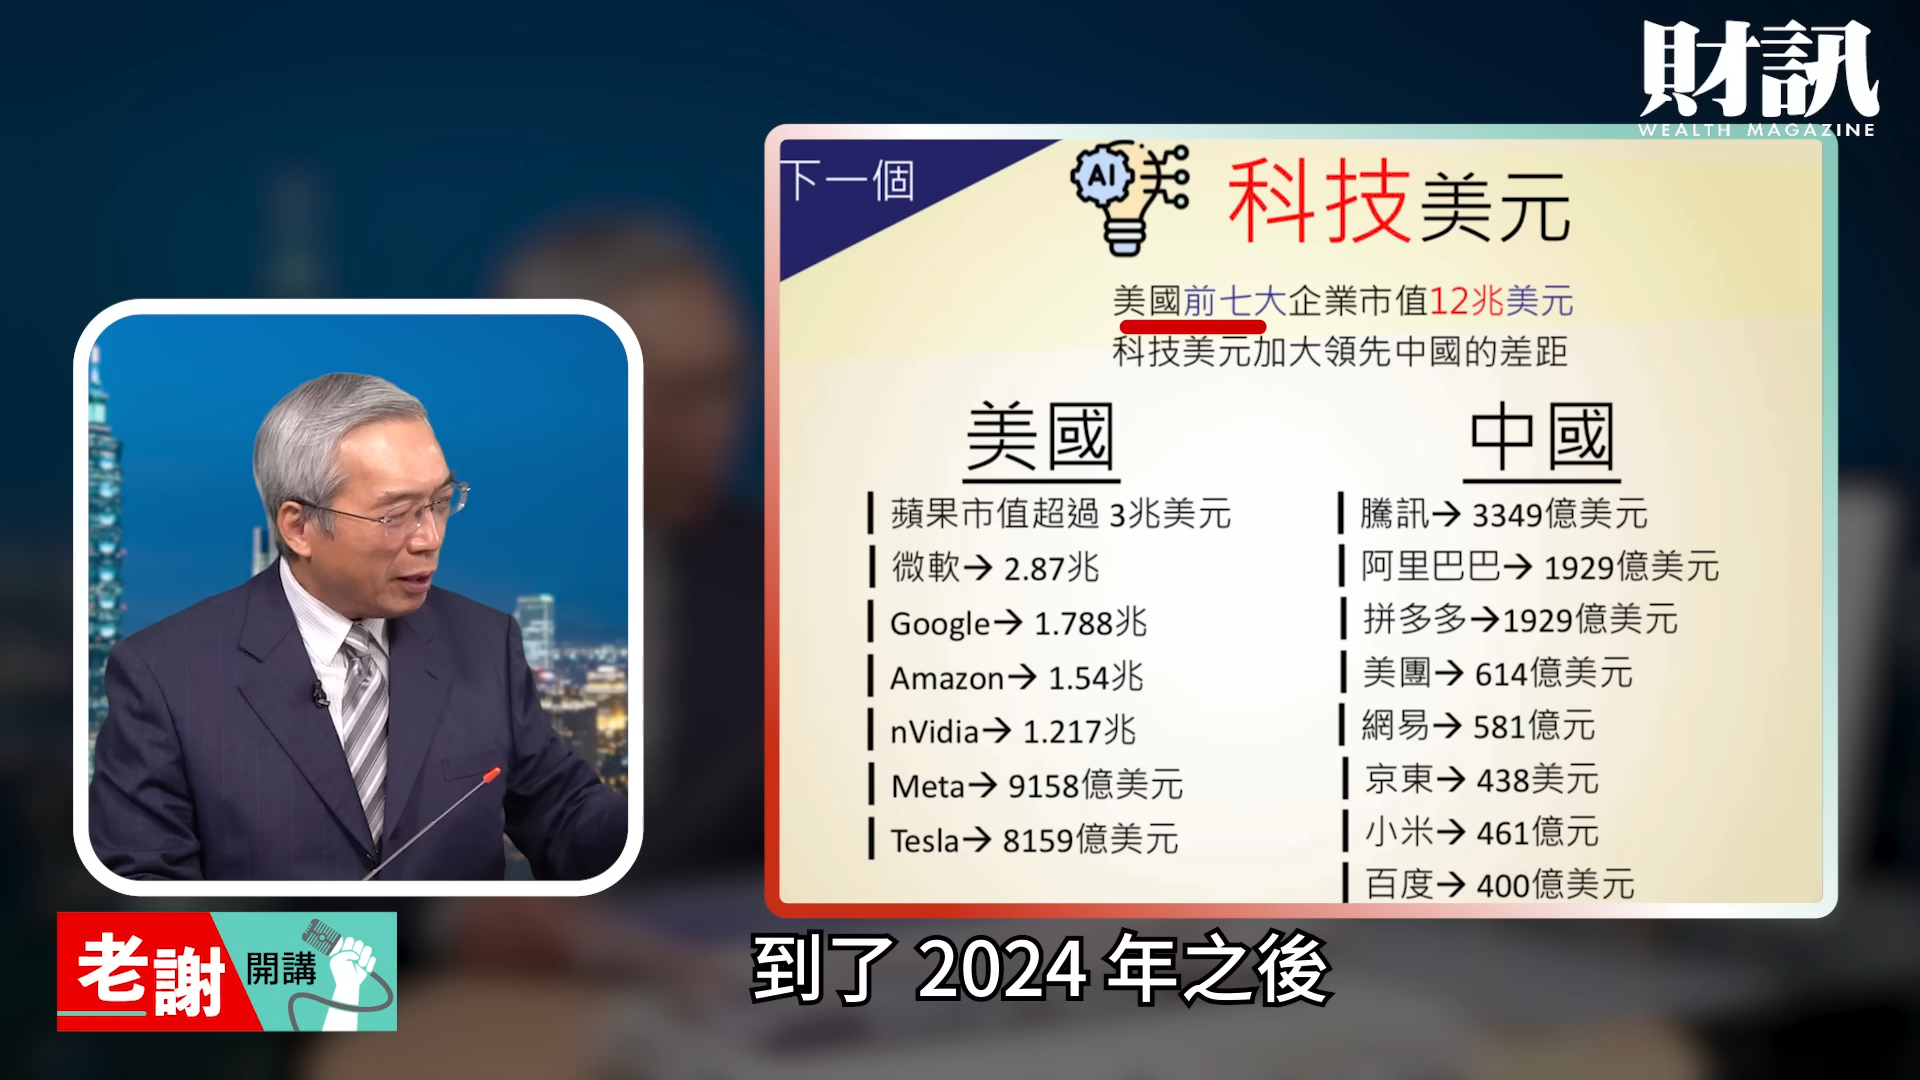 財訊
WEALTH MAGAZINE
下一個
AI
科技美元
美國前七大企業市值12兆美元
科技美元加大領先中國的差距
美國
蘋果市值超過 3兆美元
微軟→ 2.87兆
Google→ 1.788兆
Amazon→ 1.54兆
nVidia→ 1.217兆
Meta→ 9158億美元
Tesla→ 8159億美元
中國
騰訊→ 3349億美元
阿里巴巴→ 1929億美元
拼多多→1929億美元
美團→ 614億美元
網易→ 581億元
京東→ 438美元
小米→ 461億元
百度→ 400億美元
老謝開講
到了 2024 年之後